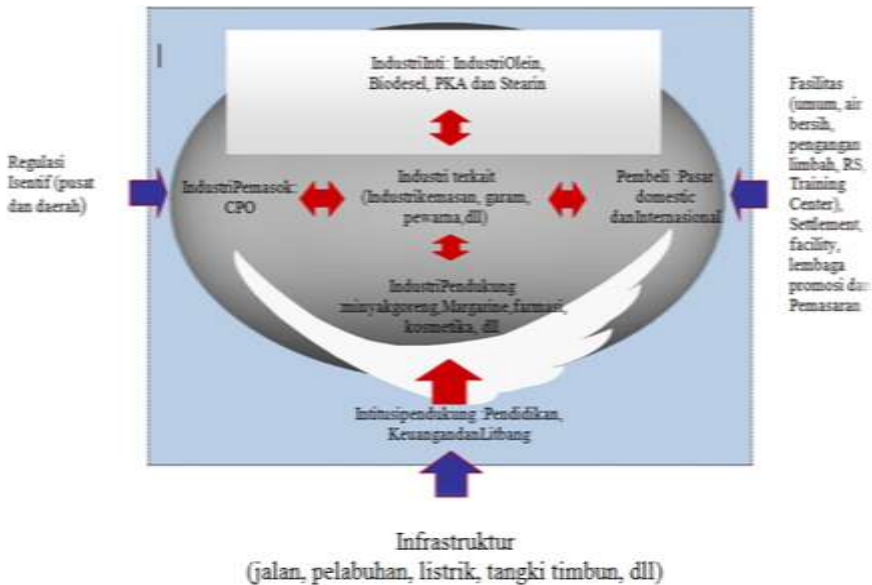 IndustriInti: IndustriOlein,
Biodesel, PKA dan Stearin
Regulasi
Isentif (pusat
dan daerah)
IndustriPemasok:
CPO
Industri terkait
(Industrikemasan, garam,
pewarna,dll)
Pembeli :Pasar
domestic
danInternasional
Fasilitas
(umum, air
bersih,
pengangan
limbah, RS,
Training
Center),
Settlement,
facility,
lembaga
promosi dan
Pemasaran
IndustriPendukung
minyakgoreng,Margarine,farmasi,
kosmetika, dll
Intitusipendukung :Pendidikan,
KeuangandanLitbang
Infrastruktur
(jalan, pelabuhan, listrik, tangki timbun, dll)